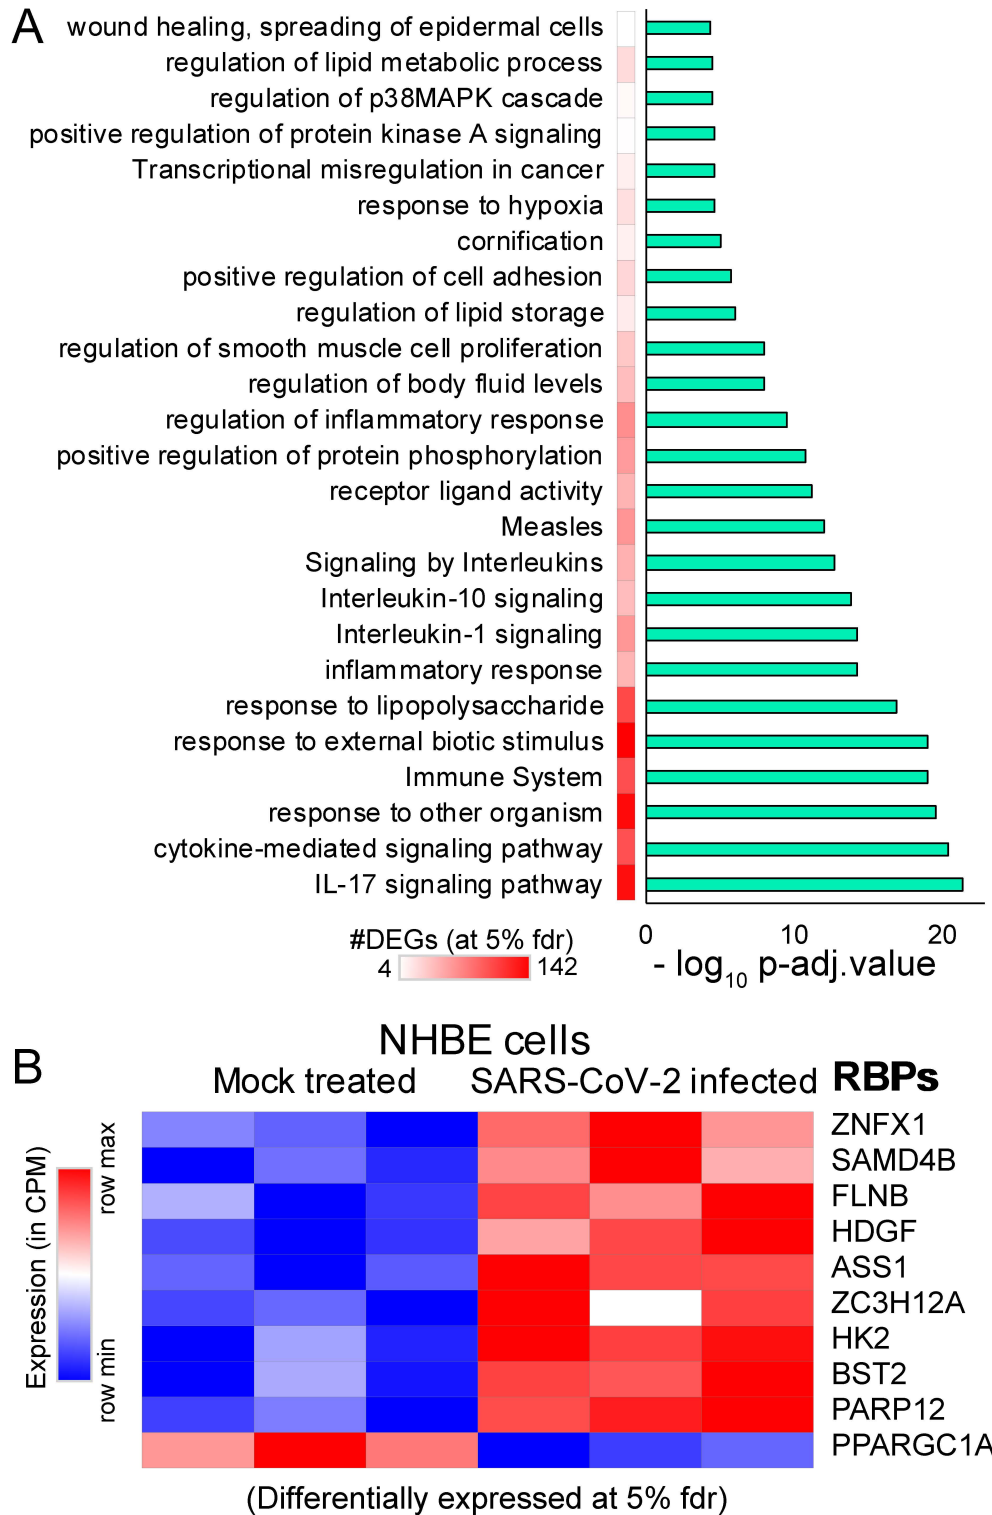 A
wound healing, spreading of epidermal cells
regulation of lipid metabolic process
regulation of p38MAPK cascade
positive regulation of protein kinase A signaling
Transcriptional misregulation in cancer
response to hypoxia
cornification
positive regulation of cell adhesion
regulation of lipid storage
regulation of smooth muscle cell proliferation
regulation of body fluid levels
regulation of inflammatory response
positive regulation of protein phosphorylation
receptor ligand activity
Measles
Signaling by Interleukins
Interleukin-10 signaling
Interleukin-1 signaling
inflammatory response
response to lipopolysaccharide
response to external biotic stimulus
Immune System
response to other organism
cytokine-mediated signaling pathway
IL-17 signaling pathway
0 10 20
- log10 p-adj.value
#DEGs (at 5% fdr)
4 142
B
NHBE cells
Mock treated SARS-CoV-2 infected RBPs
Expression (in CPM)
row max
row min
ZNFX1
SAMD4B
FLNB
HDGF
ASS1
ZC3H12A
HK2
BST2
PARP12
PPARGC1A
(Differentially expressed at 5% fdr)